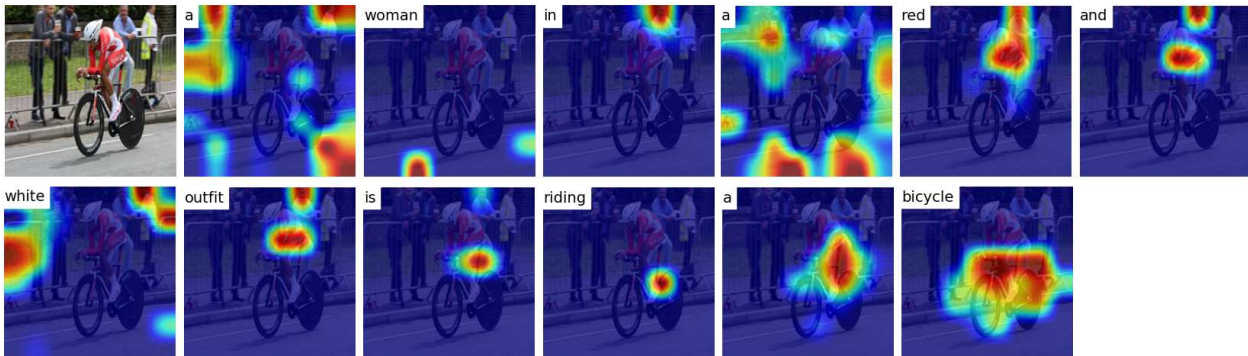 a woman in a red and
white outfit is riding a bicycle